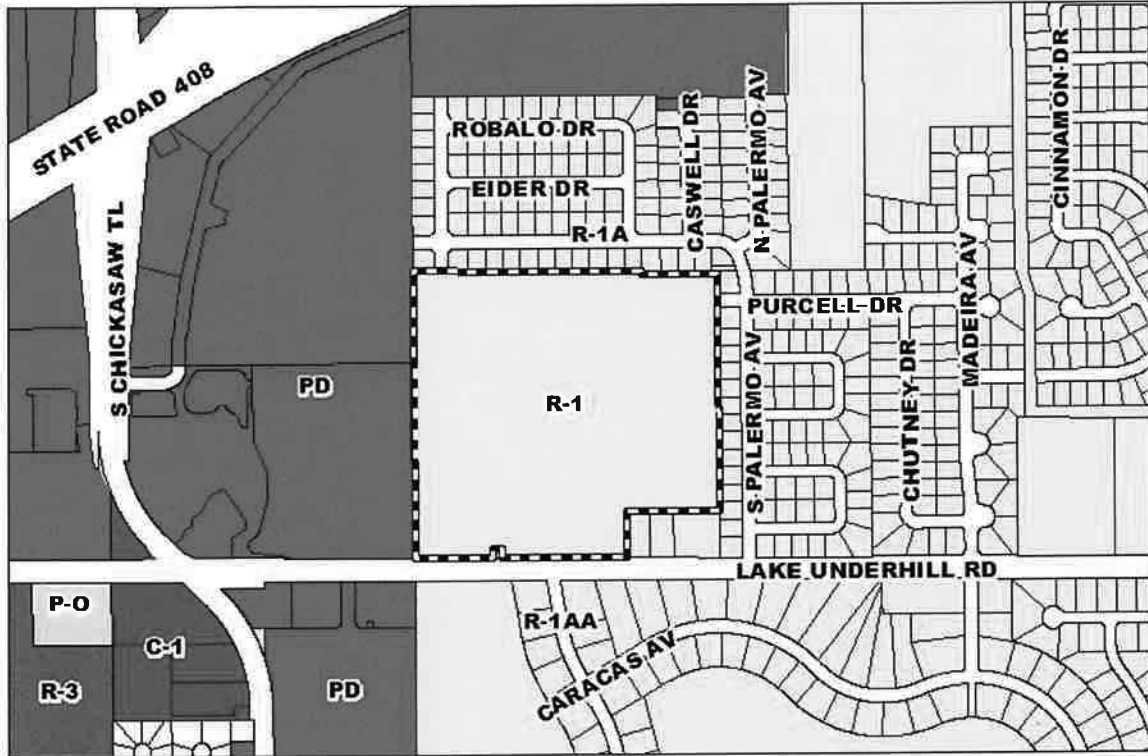 STATE ROAD 408
S CHICKASAW TL
ROBALO DR
EIDER DR
R-1A
CASWELL DR
N PALERMO AV
CINNAMON DR
MADEIRA AV
PURCELL DR
CHUTNEY DR
S PALERMO AV
PD
R-1
LAKE UNDERHILL RD
P-O
C-1
R-3
PD
R-1AA
CARACAS AV